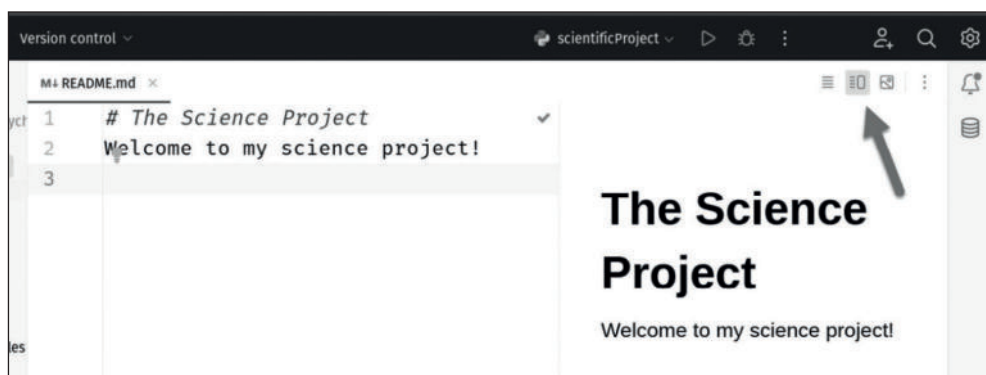 Version control
scientificProject
M↓ README.md
1 # The Science Project
2 Welcome to my science project!
3
The Science
Project
Welcome to my science project!
ych
les